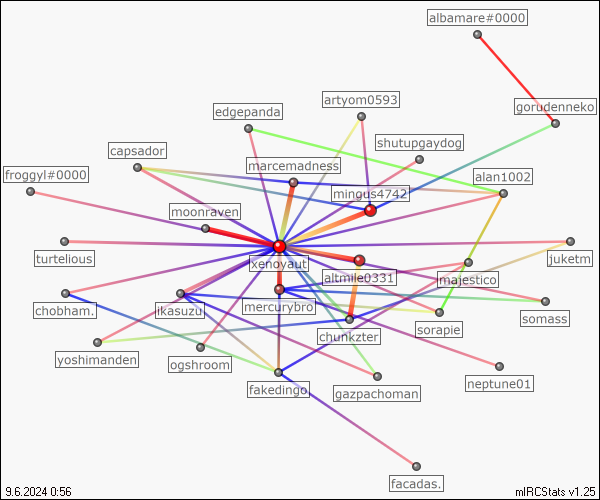 albamare#0000
artyom0593
gorudenneko
edgepanda
shutupgaydog
capsador
marcemadness
froggyl#0000
alan1002
mingus4742
moonraven
turtelious
xenoyaut
juketm
altmile0331
majestico
chobham.
ikasuzu
mercurybro
somass
sorapie
chunkzter
yoshimanden
ogshroom
neptune01
fakedingo
gazpachoman
facadas.
9.6.2024 0:56
mIRCStats v1.25